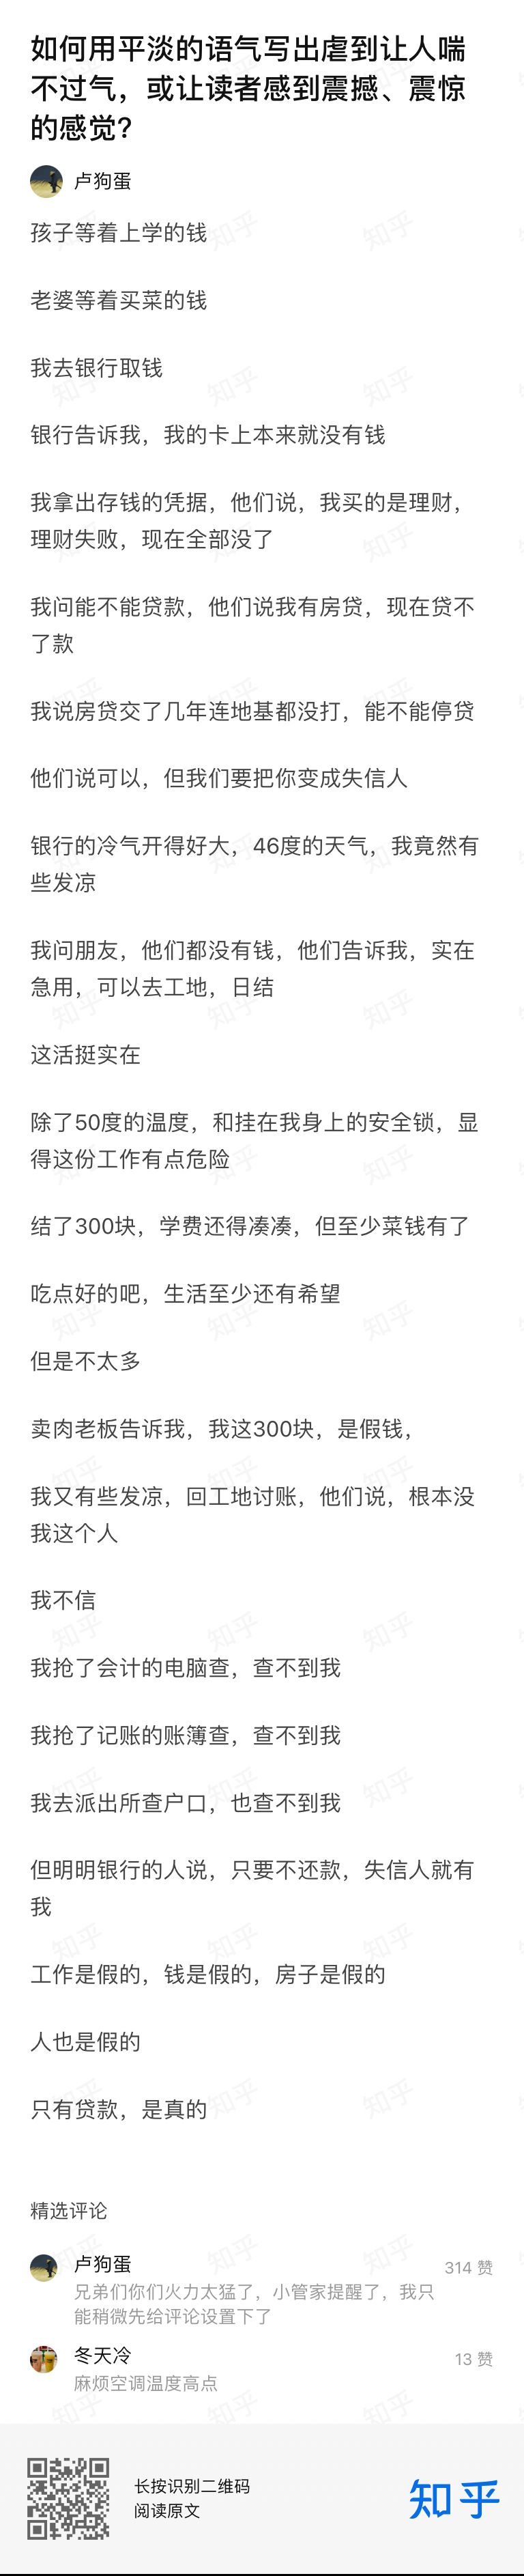 如何用平淡的语气写出虐到让人喘
不过气，或让读者感到震撼、震惊
的感觉？
卢狗蛋
孩子等着上学的钱
老婆等着买菜的钱
我去银行取钱
银行告诉我，我的卡上本来就没有钱
我拿出存钱的凭据，他们说，我买的是理财，
理财失败，现在全部没了
我问能不能贷款，他们说我有房贷，现在贷不
了款
我说房贷交了几年连地基都没打，能不能停贷
他们说可以，但我们要把你变成失信人
银行的冷气开得好大，46度的天气，我竟然有
些发凉
我问朋友，他们都没有钱，他们告诉我，实在
急用，可以去工地，日结
这活挺实在
除了50度的温度，和挂在我身上的安全锁，显
得这份工作有点危险
结了300块，学费还得凑凑，但至少菜钱有了
吃点好的吧，生活至少还有希望
但是不太多
卖肉老板告诉我，我这300块，是假钱，
我又有些发凉，回工地讨账，他们说，根本没
我这个人
我不信
我抢了会计的电脑查，查不到我
我抢了记账的账簿查，查不到我
我去派出所查户口，也查不到我
但明明银行的人说，只要不还款，失信人就有
我
工作是假的，钱是假的，房子是假的
人也是假的
只有贷款，是真的
精选评论
卢狗蛋
314 赞
兄弟们你们火力太猛了，小管家提醒了，我只
能稍微先给评论设置下了
冬天冷
13 赞
麻烦空调温度高点
长按识别二维码
阅读原文
知乎